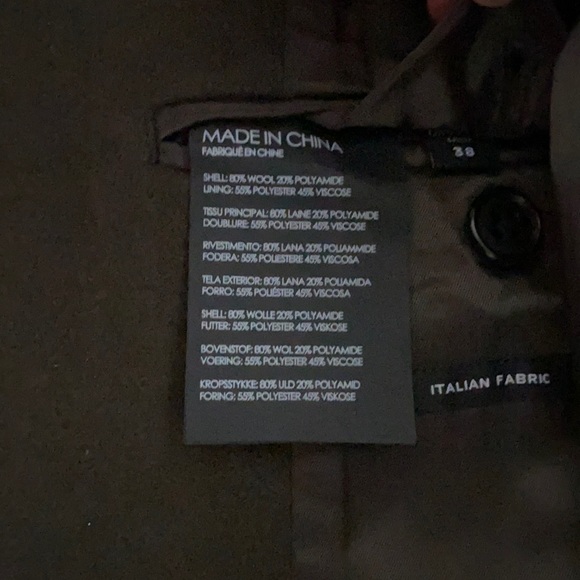 MADE IN CHINA
FABRIQUÉ EN CHINE
SHELL: 80% WOOL 20% POLYAMIDE
LINING: 55% POLYESTER 45% VISCOSE
TISSU PRINCIPAL: 80% LAINE 20% POLYAMIDE
DOUBLURE: 55% POLYESTER 45% VISCOSE
RIVESTIMENTO: 80% LANA 20% POLIAMMIDE
FODERA: 55% POLIESTERE 45% VISCOSA
TELA EXTERIOR: 80% LANA 20% POLIAMIDA
FORRO: 55% POLIÉSTER 45% VISCOSA
SHELL: 80% WOLLE 20% POLYAMIDE
FUTTER: 55% POLYESTER 45% VISKOSE
BOVENSTOF: 80% WOL 20% POLYAMIDE
VOERING: 55% POLYESTER 45% VISCOSE
KROPSSTYKKE: 80% ULD 20% POLYAMID
FORING: 55% POLYESTER 45% VISKOSE
38
ITALIAN FABRIC